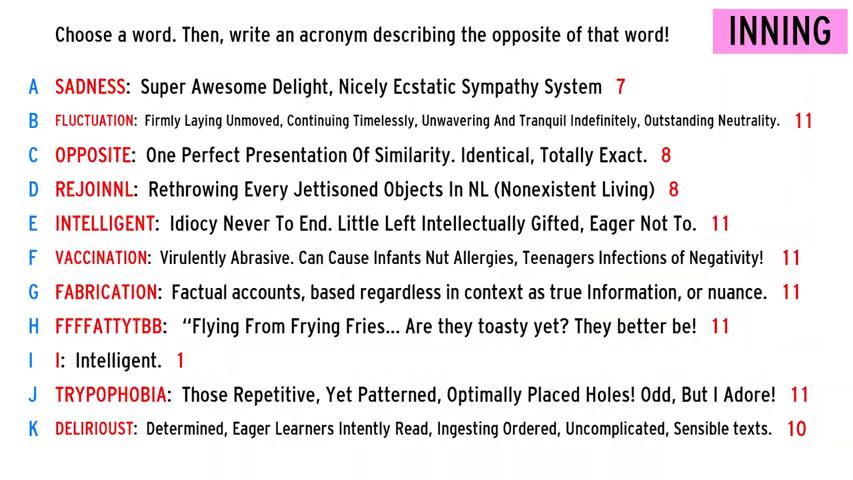 Choose a word. Then, write an acronym describing the opposite of that word!
INNING
A SADNESS: Super Awesome Delight, Nicely Ecstatic Sympathy System 7
B FLUCTUATION: Firmly Laying Unmoved, Continuing Timelessly, Unwavering And Tranquil Indefinitely, Outstanding Neutrality. 11
C OPPOSITE: One Perfect Presentation Of Similarity. Identical, Totally Exact. 8
D REJOINNL: Rethrowing Every Jettisoned Objects In NL (Nonexistent Living) 8
E INTELLIGENT: Idiocy Never To End. Little Left Intellectually Gifted, Eager Not To. 11
F VACCINATION: Virulently Abrasive. Can Cause Infants Nut Allergies, Teenagers Infections of Negativity! 11
G FABRICATION: Factual accounts, based regardless in context as true Information, or nuance. 11
H FFFFATTYTBB: “Flying From Frying Fries... Are they toasty yet? They better be! 11
I I: Intelligent. 1
J TRYPOPHOBIA: Those Repetitive, Yet Patterned, Optimally Placed Holes! Odd, But I Adore! 11
K DELIRIOUST: Determined, Eager Learners Intently Read, Ingesting Ordered, Uncomplicated, Sensible texts. 10